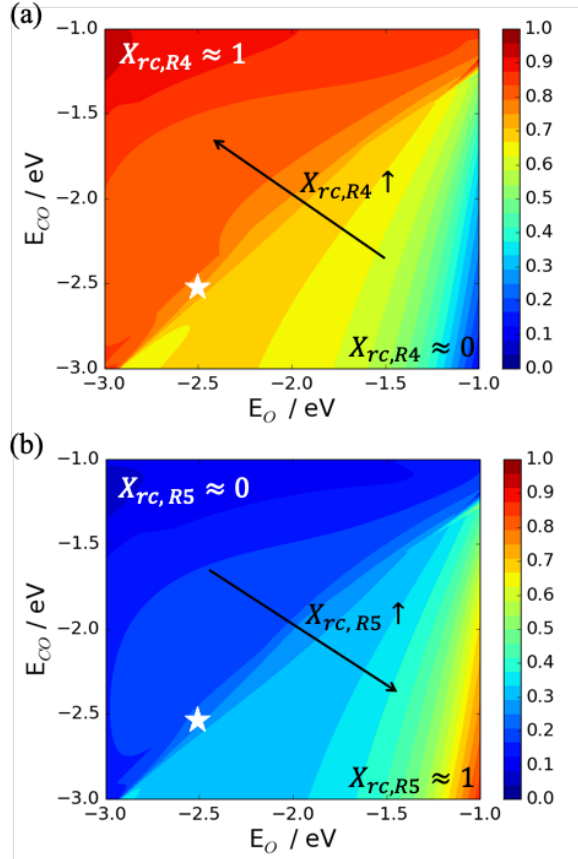 (a)
X_{rc,R4} ≈ 1
X_{rc,R4} ↑
X_{rc,R4} ≈ 0
E_{CO} / eV
−1.0
−1.5
−2.0
−2.5
−3.0
−3.0 −2.5 −2.0 −1.5 −1.0
E_O / eV
1.0
0.9
0.8
0.7
0.6
0.5
0.4
0.3
0.2
0.1
0.0
(b)
X_{rc, R5} ≈ 0
X_{rc, R5} ↑
X_{rc,R5} ≈ 1
E_{CO} / eV
−1.0
−1.5
−2.0
−2.5
−3.0
−3.0 −2.5 −2.0 −1.5 −1.0
E_O / eV
1.0
0.9
0.8
0.7
0.6
0.5
0.4
0.3
0.2
0.1
0.0